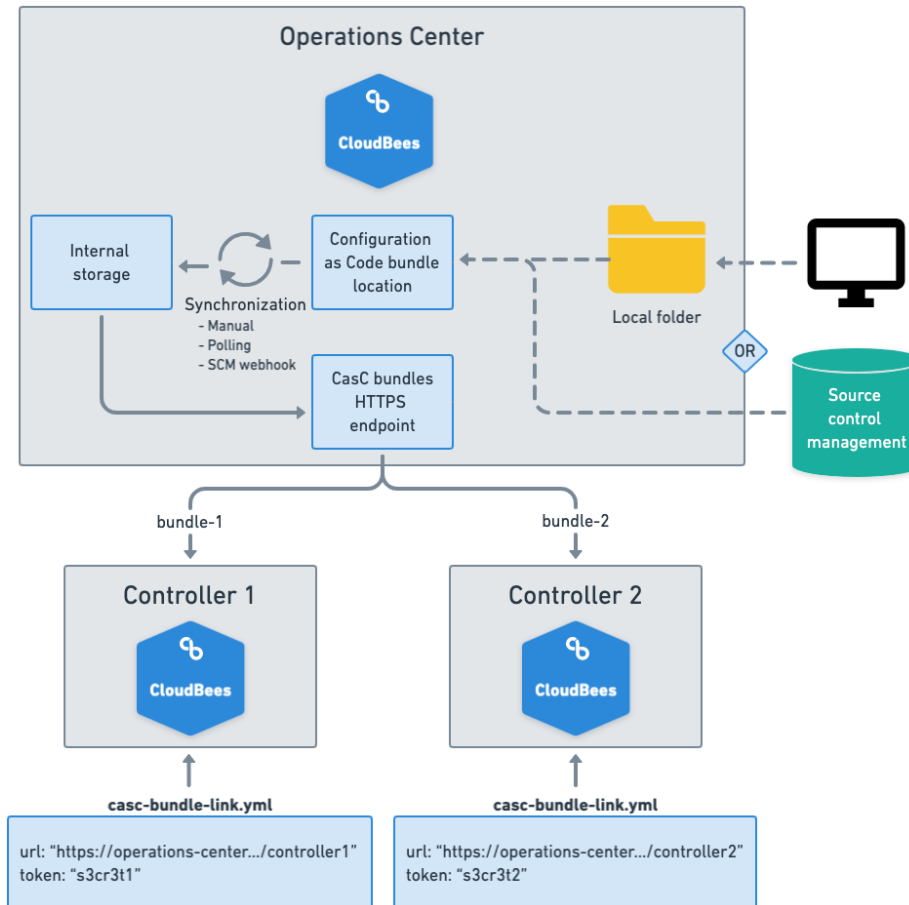 Operations Center
CloudBees
Internal
storage
Synchronization
- Manual
- Polling
- SCM webhook
Configuration
as Code bundle
location
Local folder
OR
Source
control
management
CasC bundles
HTTPS
endpoint
bundle-1
bundle-2
Controller 1
CloudBees
Controller 2
CloudBees
casc-bundle-link.yml
url: “https://operations-center.../controller1”
token: “s3cr3t1”
casc-bundle-link.yml
url: “https://operations-center.../controller2”
token: “s3cr3t2”